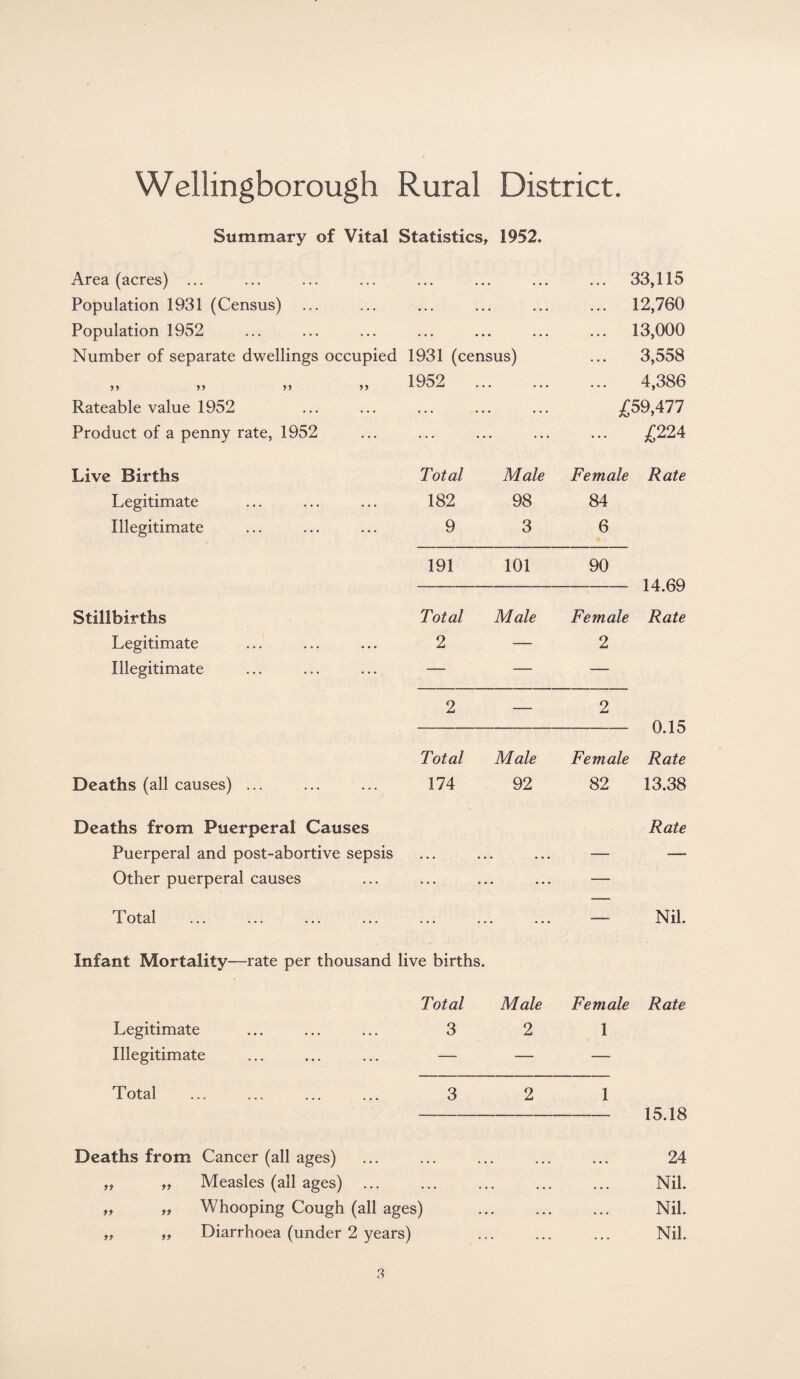 Wellingborough Rural District.
Summary of Vital Statistics, 1952.
Area (acres) ... ... ... ... ... ... ... ... 33,115
Population 1931 (Census) ... ... ... ... ... ... 12,760
Population 1952 ... ... ... ... ... ... ... 13,000
Number of separate dwellings occupied 1931 (census) ... 3,558
„ „ „ „ 1952 ... ... ... 4,386
Rateable value 1952 ... ... ... ... ... £59,477
Product of a penny rate, 1952 ... ... ... ... ... £224
Live Births Total Male Female Rate
Legitimate ... ... ... 182 98 84
Illegitimate ... ... ... 9 3 6
191 101 90
14.69
Stillbirths Total Male Female Rate
Legitimate ... ... ... 2 — 2
Illegitimate ... ... ... — — —
2 — 2
0.15
Total Male Female Rate
Deaths (all causes) ... ... ... 174 92 82 13.38
Deaths from Puerperal Causes Rate
Puerperal and post-abortive sepsis ... ... ... — —
Other puerperal causes ... ... ... ... —
Total ... ... ... ... ... ... ... — Nil.
Infant Mortality—rate per thousand live births.
Total Male Female Rate
Legitimate ... ... ... 3 2 1
Illegitimate ... ... ... — — —
Total ... ... ... ... 3 2 1
15.18
Deaths from Cancer (all ages) ... ... ... ... ... 24
„ „ Measles (all ages) ... ... ... ... ... Nil.
„ „ Whooping Cough (all ages) ... ... ... Nil.
„ „ Diarrhoea (under 2 years) ... ... ... Nil.
3